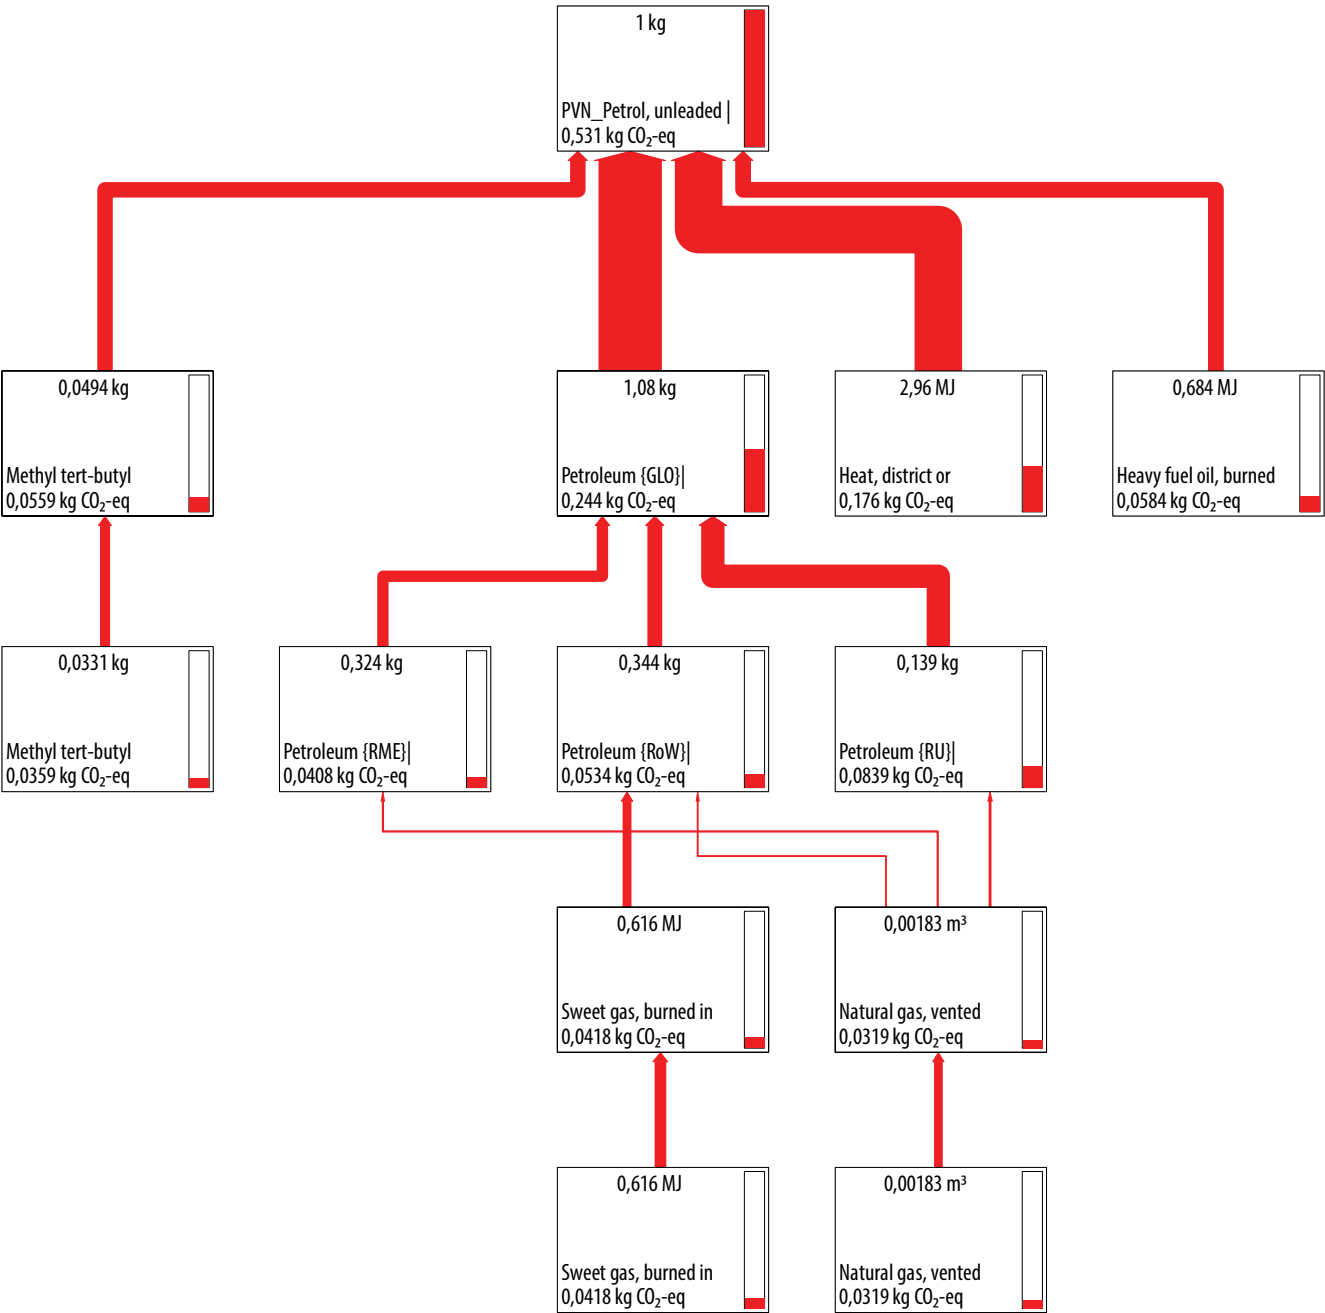 1 kg
PVN_Petrol, unleaded |
0,531 kg CO₂-eq
0,0494 kg
Methyl tert-butyl
0,0559 kg CO₂-eq
1,08 kg
Petroleum {GLO}|
0,244 kg CO₂-eq
2,96 MJ
Heat, district or
0,176 kg CO₂-eq
0,684 MJ
Heavy fuel oil, burned
0,0584 kg CO₂-eq
0,0331 kg
Methyl tert-butyl
0,0359 kg CO₂-eq
0,324 kg
Petroleum {RME}|
0,0408 kg CO₂-eq
0,344 kg
Petroleum {RoW}|
0,0534 kg CO₂-eq
0,139 kg
Petroleum {RU}|
0,0839 kg CO₂-eq
0,616 MJ
Sweet gas, burned in
0,0418 kg CO₂-eq
0,00183 m³
Natural gas, vented
0,0319 kg CO₂-eq
0,616 MJ
Sweet gas, burned in
0,0418 kg CO₂-eq
0,00183 m³
Natural gas, vented
0,0319 kg CO₂-eq